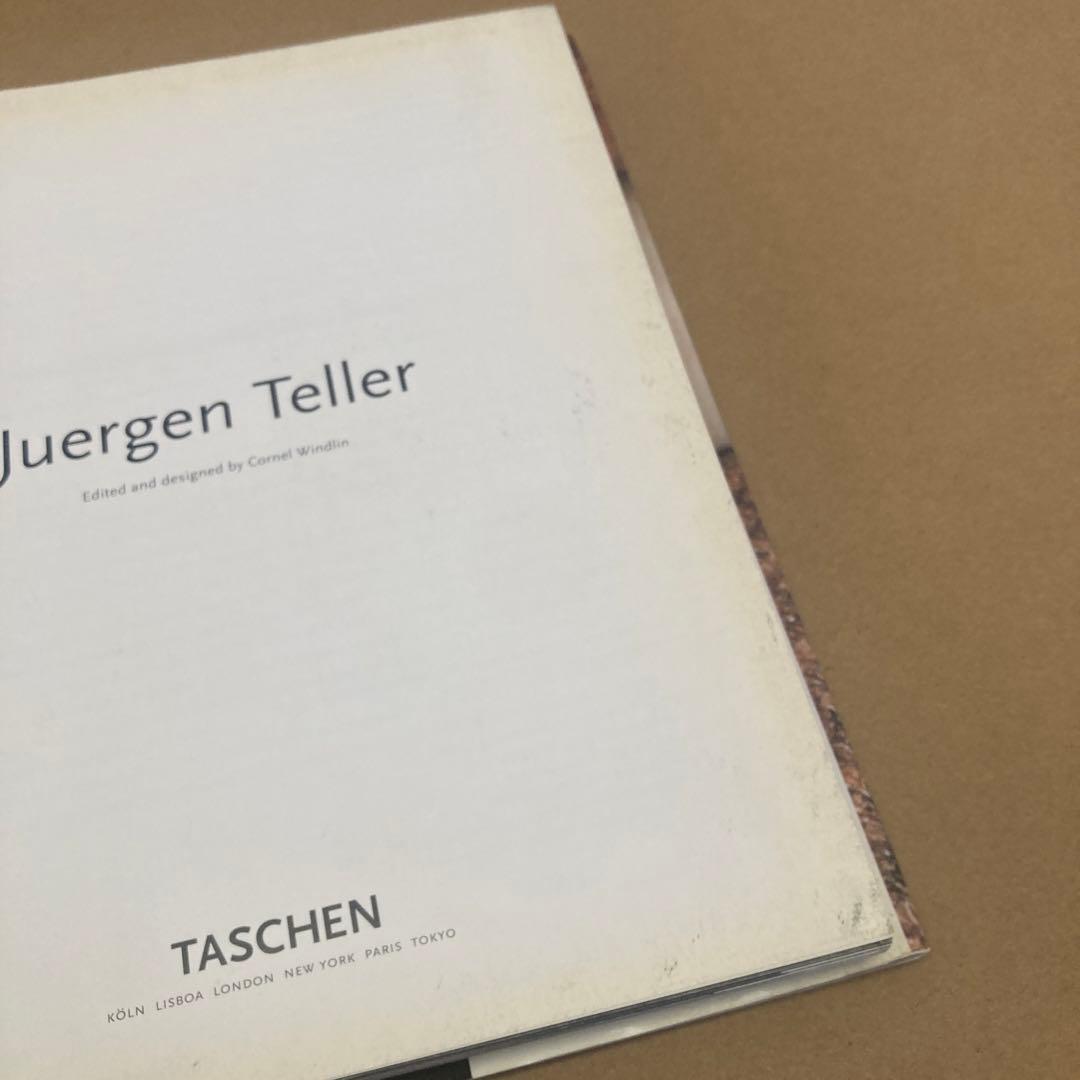 Juergen Teller
Edited and designed by Cornel Windlin
TASCHEN
KÖLN LISBOA LONDON NEW YORK PARIS TOKYO